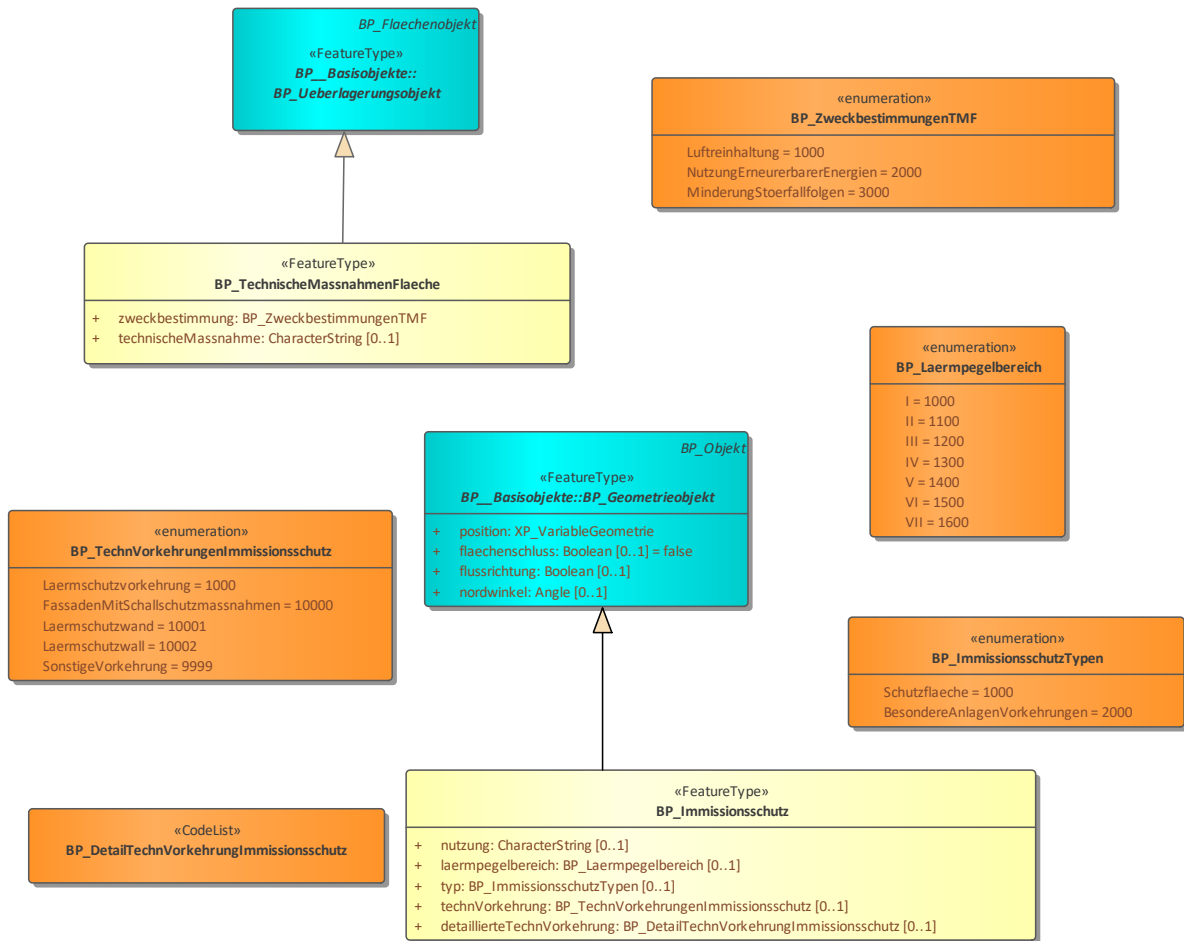 BP_Flaechenobjekt
«FeatureType»
BP__Basisobjekte::
BP_Ueberlagerungsobjekt
«enumeration»
BP_ZweckbestimmungenTMF
Luftreinhaltung = 1000
NutzungErneurerbarerEnergien = 2000
MinderungStoerfallfolgen = 3000
«FeatureType»
BP_TechnischeMassnahmenFlaeche
+ zweckbestimmung: BP_ZweckbestimmungenTMF
+ technischeMassnahme: CharacterString [0..1]
«enumeration»
BP_Laermpegelbereich
I = 1000
II = 1100
III = 1200
IV = 1300
V = 1400
VI = 1500
VII = 1600
BP_Objekt
«FeatureType»
BP__Basisobjekte::BP_Geometrieobjekt
+ position: XP_VariableGeometrie
+ flaechenschluss: Boolean [0..1] = false
+ flussrichtung: Boolean [0..1]
+ nordwinkel: Angle [0..1]
«enumeration»
BP_TechnVorkehrungenImmissionsschutz
Laermschutzvorkehrung = 1000
FassadenMitSchallschutzmassnahmen = 10000
Laermschutzwand = 10001
Laermschutzwall = 10002
SonstigeVorkehrung = 9999
«enumeration»
BP_ImmissionsschutzTypen
Schutzflaeche = 1000
BesondereAnlagenVorkehrungen = 2000
«CodeList»
BP_DetailTechnVorkehrungImmissionsschutz
«FeatureType»
BP_Immissionsschutz
+ nutzung: CharacterString [0..1]
+ laermpegelbereich: BP_Laermpegelbereich [0..1]
+ typ: BP_ImmissionsschutzTypen [0..1]
+ technVorkehrung: BP_TechnVorkehrungenImmissionsschutz [0..1]
+ detaillierteTechnVorkehrung: BP_DetailTechnVorkehrungImmissionsschutz [0..1]